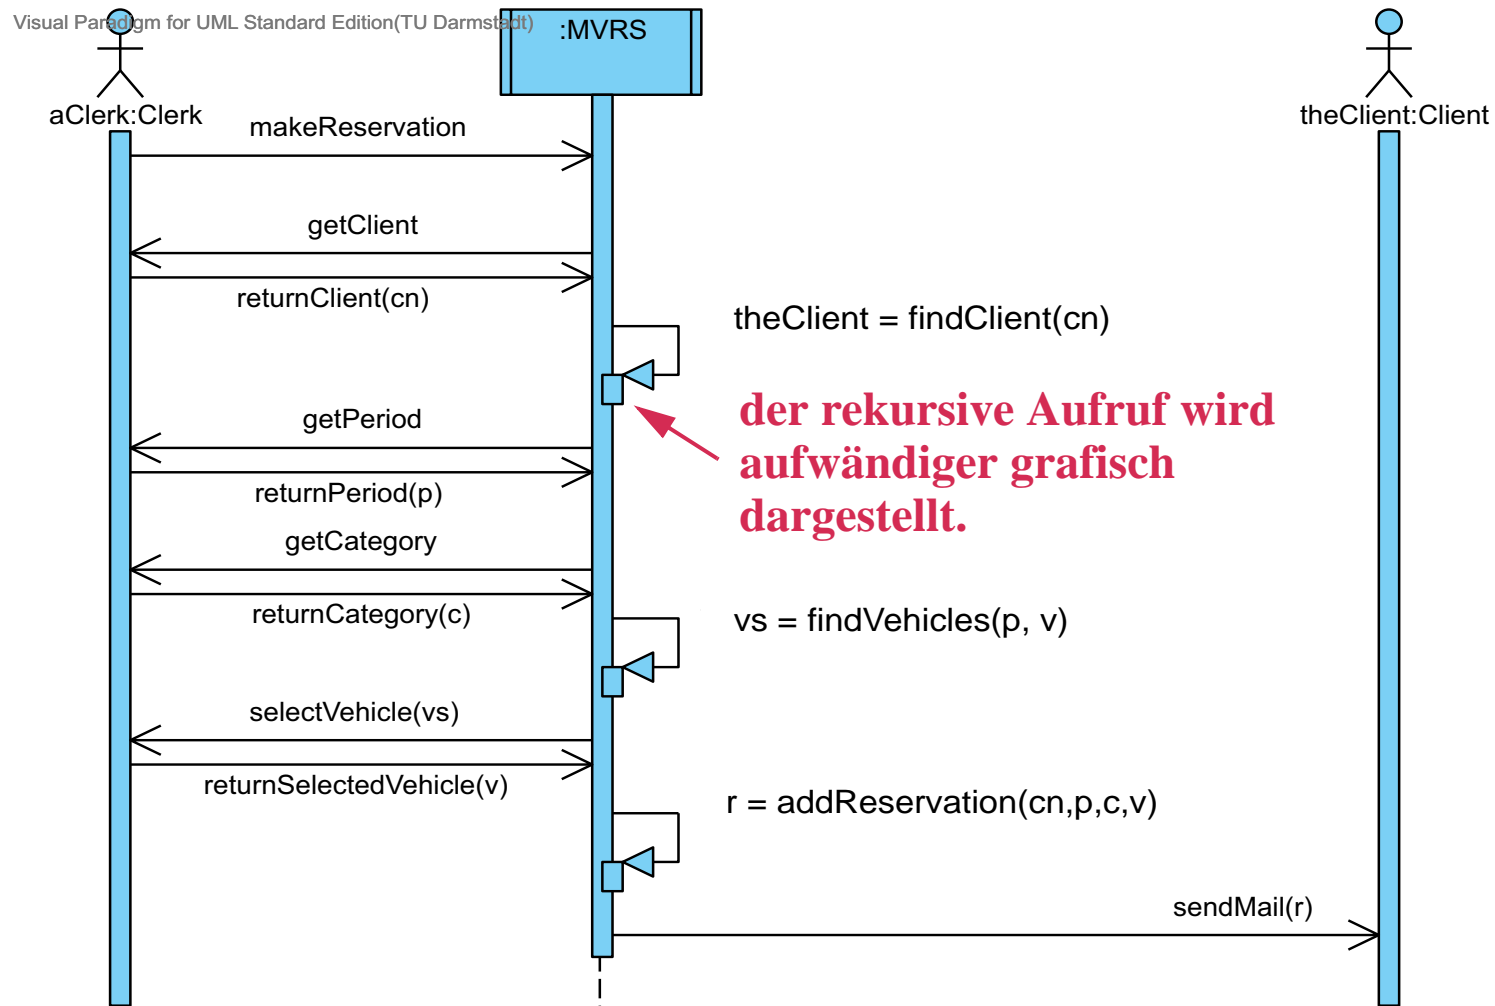 Visual Paradigm for UML Standard Edition(TU Darmstadt)
:MVRS
aClerk:Clerk
theClient:Client
makeReservation
getClient
returnClient(cn)
theClient = findClient(cn)
der rekursive Aufruf wird
aufwändiger grafisch
dargestellt.
getPeriod
returnPeriod(p)
getCategory
returnCategory(c)
vs = findVehicles(p, v)
selectVehicle(vs)
returnSelectedVehicle(v)
r = addReservation(cn,p,c,v)
sendMail(r)